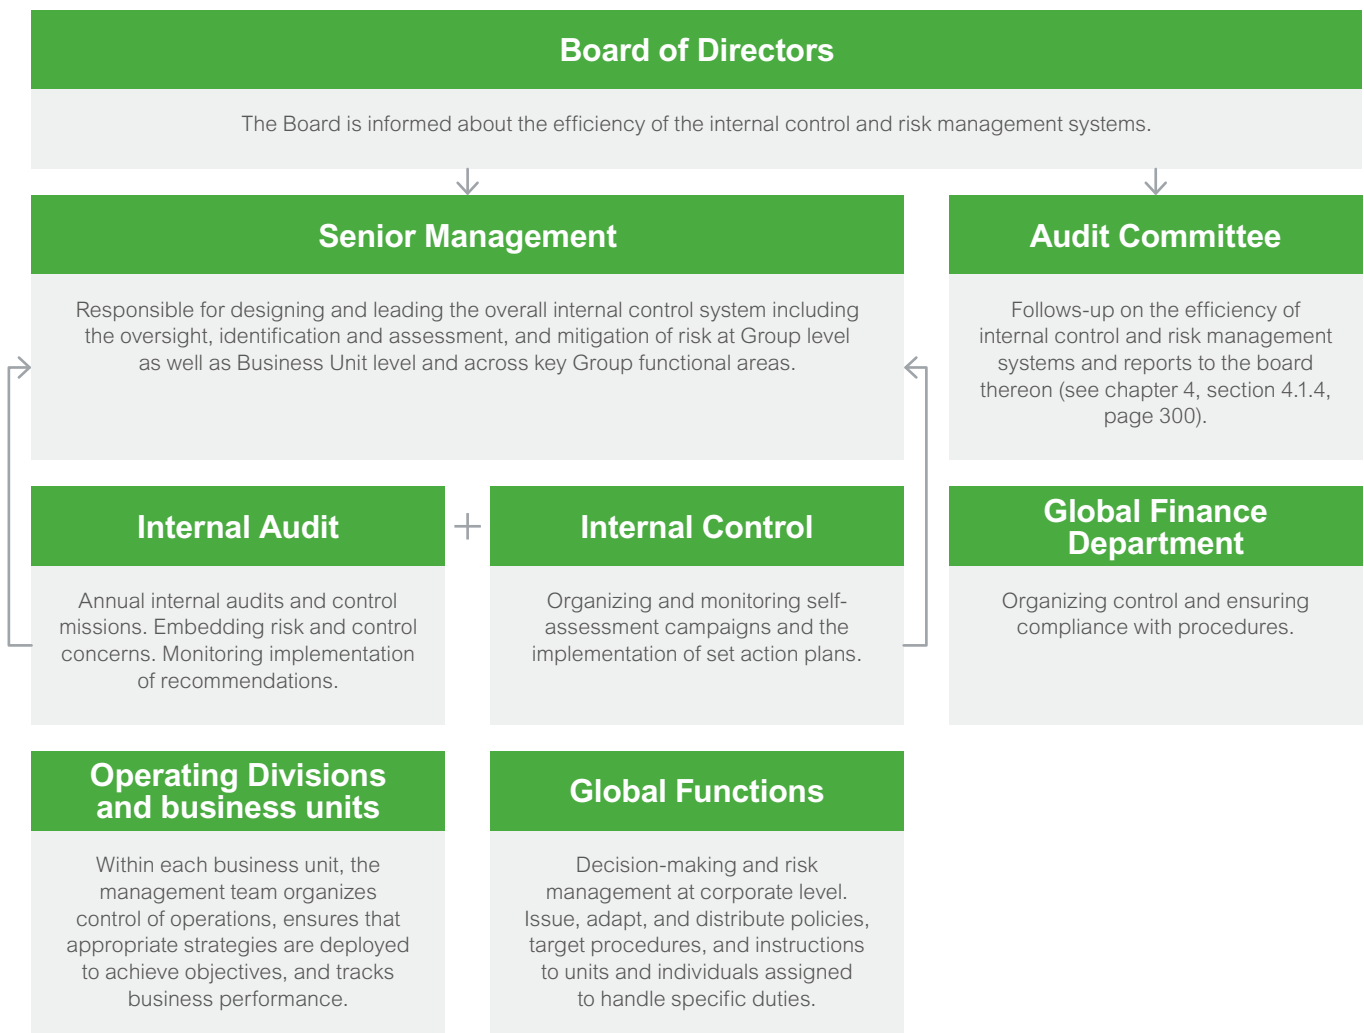 Board of Directors
The Board is informed about the efficiency of the internal control and risk management systems.
Senior Management
Responsible for designing and leading the overall internal control system including
the oversight, identification and assessment, and mitigation of risk at Group level
as well as Business Unit level and across key Group functional areas.
Audit Committee
Follows-up on the efficiency of
internal control and risk management
systems and reports to the board
thereon (see chapter 4, section 4.1.4,
page 300).
Internal Audit
Annual internal audits and control
missions. Embedding risk and control
concerns. Monitoring implementation
of recommendations.
+
Internal Control
Organizing and monitoring self-
assessment campaigns and the
implementation of set action plans.
Global Finance
Department
Organizing control and ensuring
compliance with procedures.
Operating Divisions
and business units
Within each business unit, the
management team organizes
control of operations, ensures that
appropriate strategies are deployed
to achieve objectives, and tracks
business performance.
Global Functions
Decision-making and risk
management at corporate level.
Issue, adapt, and distribute policies,
target procedures, and instructions
to units and individuals assigned
to handle specific duties.